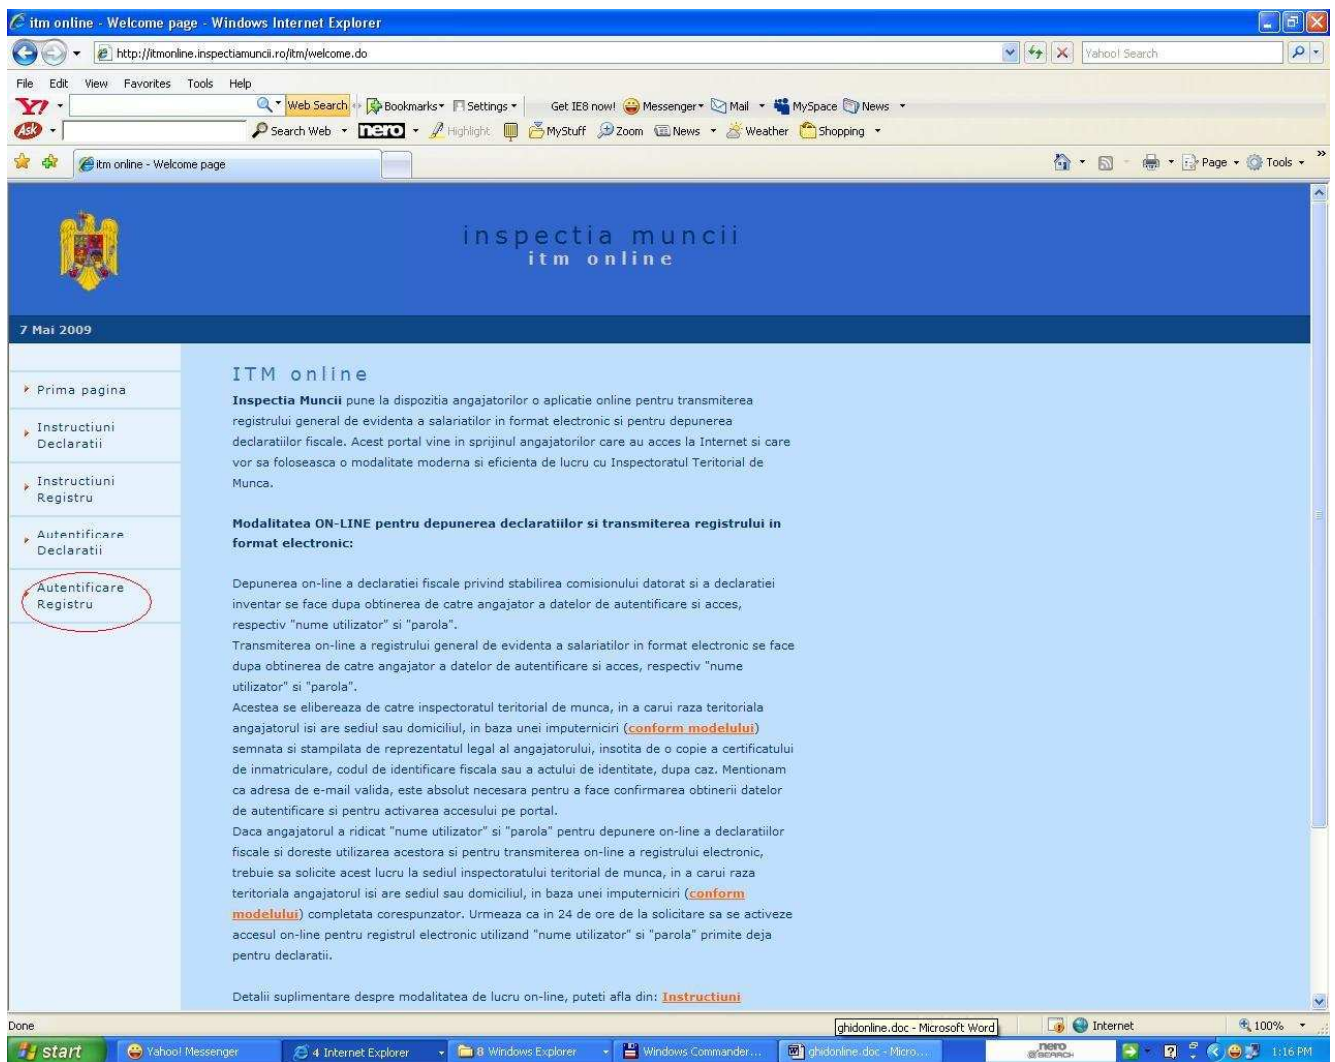 itm online - Welcome page - Windows Internet Explorer
http://itmonline.inspectiamuncii.ro/itm/welcome.do
Yahoo! Search
File Edit View Favorites Tools Help
Y! Web Search Bookmarks Settings Get IE8 now! Messenger Mail MySpace News
Ask Search Web nero Highlight MyStuff Zoom News Weather Shopping
itm online - Welcome page
Page Tools »
inspectia muncii
itm online
7 Mai 2009
Prima pagina
Instructiuni
Declaratii
Instructiuni
Registru
Autentificare
Declaratii
Autentificare
Registru
ITM online
Inspectia Muncii pune la dispozitia angajatorilor o aplicatie online pentru transmiterea
registrului general de evidenta a salariatilor in format electronic si pentru depunerea
declaratiilor fiscale. Acest portal vine in sprijinul angajatorilor care au acces la Internet si care
vor sa foloseasca o modalitate moderna si eficienta de lucru cu Inspectoratul Teritorial de
Munca.
Modalitatea ON-LINE pentru depunerea declaratiilor si transmiterea registrului in
format electronic:
Depunerea on-line a declaratiei fiscale privind stabilirea comisionului datorat si a declaratiei
inventar se face dupa obtinerea de catre angajator a datelor de autentificare si acces,
respectiv "nume utilizator" si "parola".
Transmiterea on-line a registrului general de evidenta a salariatilor in format electronic se face
dupa obtinerea de catre angajator a datelor de autentificare si acces, respectiv "nume
utilizator" si "parola".
Acestea se elibereaza de catre inspectoratul teritorial de munca, in a carui raza teritoriala
angajatorul isi are sediul sau domiciliul, in baza unei imputerniciri (conform modelului)
semnata si stampilata de reprezentatul legal al angajatorului, insotita de o copie a certificatului
de inmatriculare, codul de identificare fiscala sau a actului de identitate, dupa caz. Mentionam
ca adresa de e-mail valida, este absolut necesara pentru a face confirmarea obtinerii datelor
de autentificare si pentru activarea accesului pe portal.
Daca angajatorul a ridicat "nume utilizator" si "parola" pentru depunere on-line a declaratiilor
fiscale si doreste utilizarea acestora si pentru transmiterea on-line a registrului electronic,
trebuie sa solicite acest lucru la sediul inspectoratului teritorial de munca, in a carui raza
teritoriala angajatorul isi are sediul sau domiciliul, in baza unei imputerniciri (conform
modelului) completata corespunzator. Urmeaza ca in 24 de ore de la solicitare sa se activeze
accesul on-line pentru registrul electronic utilizand "nume utilizator" si "parola" primite deja
pentru declaratii.
Detalii suplimentare despre modalitatea de lucru on-line, puteti afla din: Instructiuni
Done ghidonline.doc - Microsoft Word Internet 100%
start Yahoo! Messenger 4 Internet Explorer 8 Windows Explorer Windows Commander... ghidonline.doc - Micro... nero SEARCH 1:16 PM